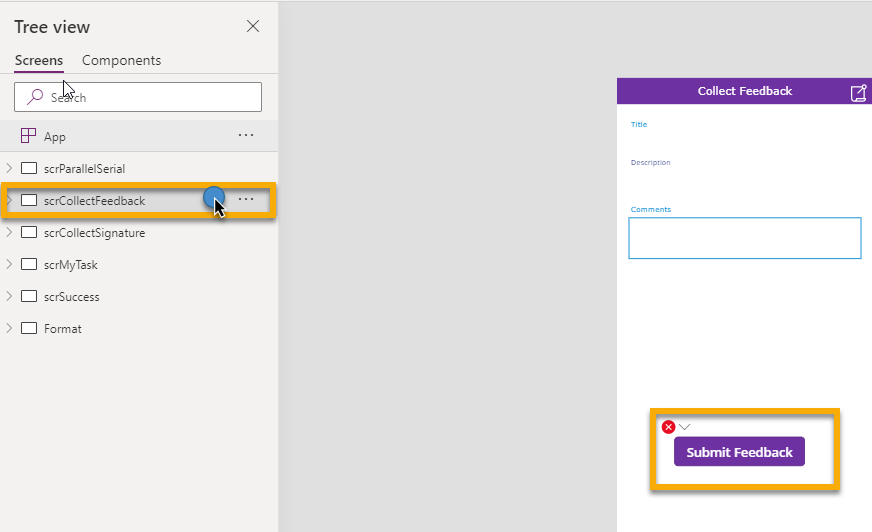 Tree view
Screens Components
Search
App
scrParallelSerial
scrCollectFeedback
scrCollectSignature
scrMyTask
scrSuccess
Format
Collect Feedback
Title
Description
Comments
Submit Feedback